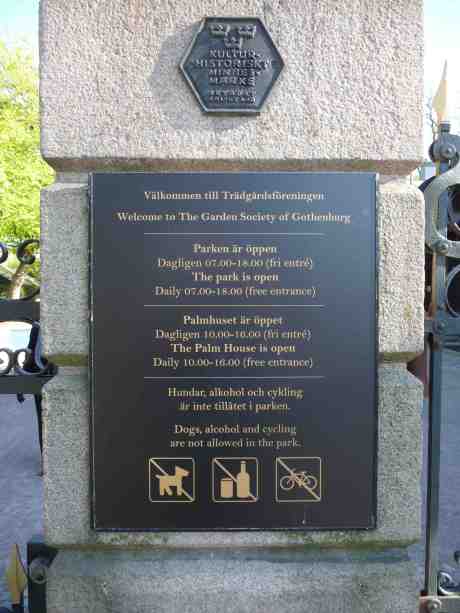 KULTUR-
HISTORISKT
MINNES-
MÄRKE
Välkommen till Trädgårdsföreningen
Welcome to The Garden Society of Gothenburg
Parken är öppen
Dagligen 07.00-18.00 (fri entré)
The park is open
Daily 07.00-18.00 (free entrance)
Palmhuset är öppet
Dagligen 10.00-16.00 (fri entré)
The Palm House is open
Daily 10.00-16.00 (free entrance)
Hundar, alkohol och cykling
är inte tillåtet i parken.
Dogs, alcohol and cycling
are not allowed in the park.